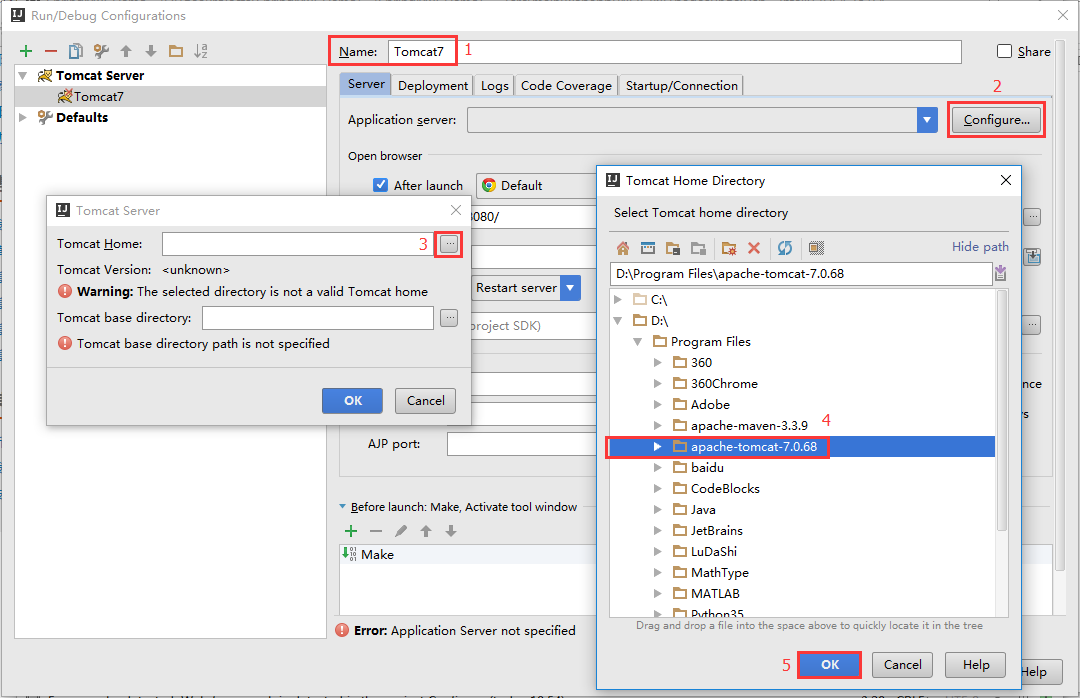 Run/Debug Configurations
Name: Tomcat7 1
Share
Tomcat Server
Tomcat7
Defaults
Server Deployment Logs Code Coverage Startup/Connection
2
Application server: Configure...
Open browser
After launch Default
8080/
Restart server
project SDK)
nce
AJP port:
Before launch: Make, Activate tool window
Make
Error: Application Server not specified
Help
Tomcat Server
Tomcat Home: 3 ...
Tomcat Version: <unknown>
Warning: The selected directory is not a valid Tomcat home
Tomcat base directory: ...
Tomcat base directory path is not specified
OK Cancel
Tomcat Home Directory
Select Tomcat home directory
Hide path
D:\Program Files\apache-tomcat-7.0.68
C:\
D:\
Program Files
360
360Chrome
Adobe
apache-maven-3.3.9
4
apache-tomcat-7.0.68
baidu
CodeBlocks
Java
JetBrains
LuDaShi
MathType
MATLAB
Python35
Drag and drop a file into the space above to quickly locate it in the tree
5 OK Cancel Help